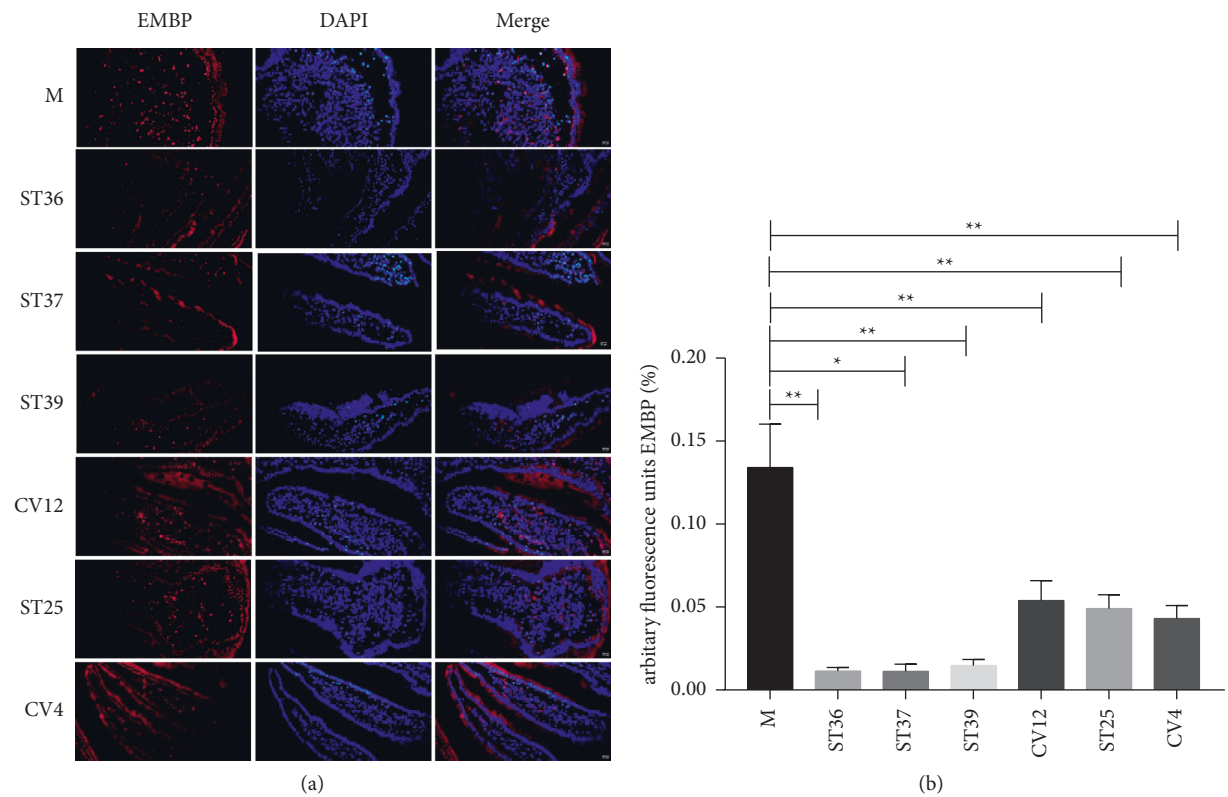 EMBP DAPI Merge
M
ST36
ST37
ST39
CV12
ST25
CV4
(a)
**
**
**
**
*
**
arbitary fluorescence units EMBP (%)
0.20
0.15
0.10
0.05
0.00
M ST36 ST37 ST39 CV12 ST25 CV4
(b)